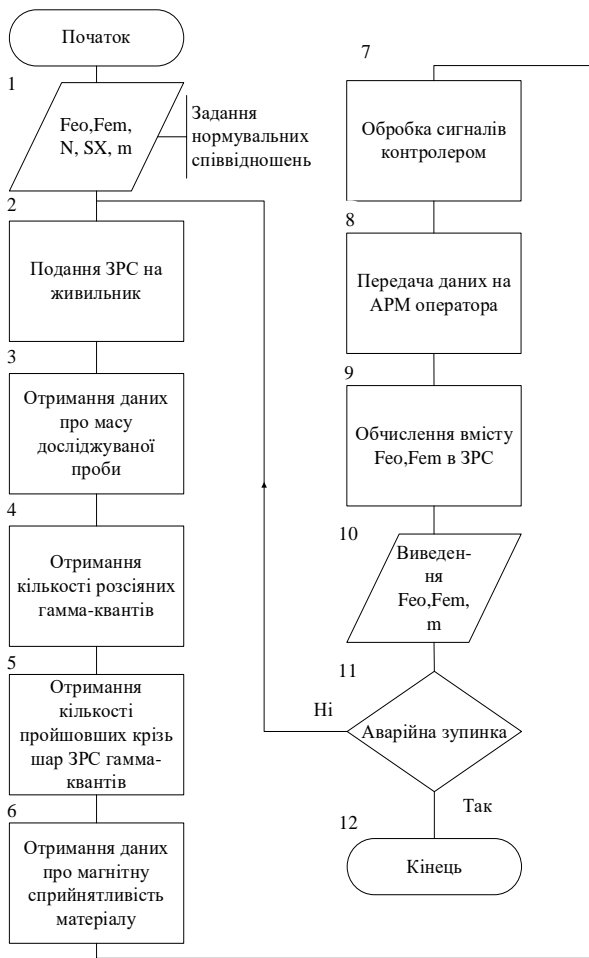 Початок
1
Feo,Fem,
N, SX, m
Задання
нормувальних
співвідношень
2
Подання ЗРС на
живильник
3
Отримання даних
про масу
досліджуваної
проби
4
Отримання
кількості розсіяних
гамма-квантів
5
Отримання
кількості
пройшовших крізь
шар ЗРС гамма-
квантів
6
Отримання даних
про магнітну
сприйнятливість
матеріалу
7
Обробка сигналів
контролером
8
Передача даних на
АРМ оператора
9
Обчислення вмісту
Feo,Fem в ЗРС
10
Виведен-
ня
Feo,Fem,
m
11
Ні
Аварійна зупинка
Так
12
Кінець